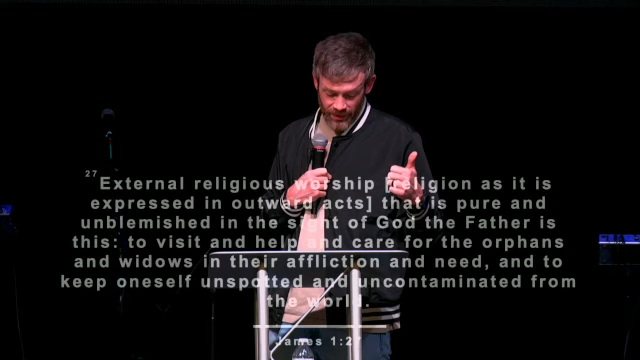 27 External religious worship [religion as it is
expressed in outward acts] that is pure and
unblemished in the sight of God the Father is
this: to visit and help and care for the orphans
and widows in their affliction and need, and to
keep oneself unspotted and uncontaminated from
the world.
James 1:27